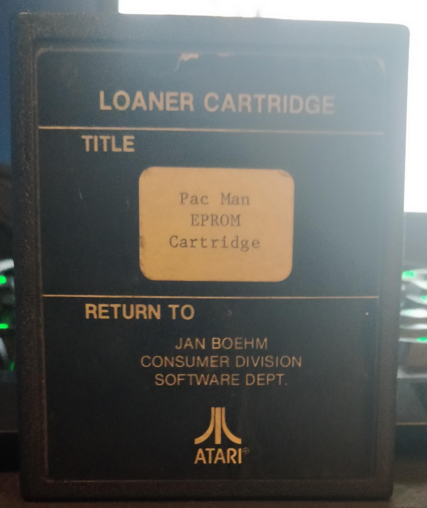 LOANER CARTRIDGE
TITLE
Pac Man
EPROM
Cartridge
RETURN TO
JAN BOEHM
CONSUMER DIVISION
SOFTWARE DEPT.
ATARI®